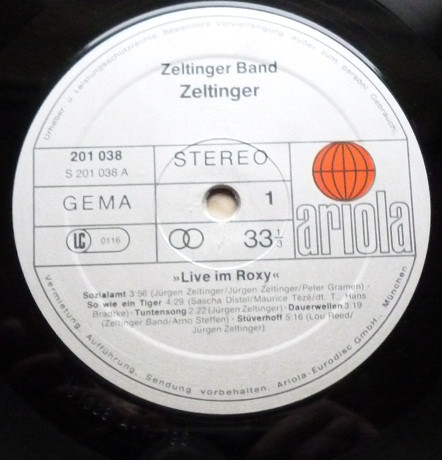 Urheber- u. Leistungsschutzrechte besonders Vervielfältigung außer zum persönl. Gebrauch,
Zeltinger Band
Zeltinger
201 038
S 201 038 A
STEREO
GEMA
1
LC 0116
33 1/3
ariola
»Live im Roxy«
Sozialamt 3:56 (Jürgen Zeltinger/Jürgen Zeltinger/Peter Gramen) ·
So wie ein Tiger 4:29 (Sascha Distel/Maurice Tezé/dt. T.: Hans
Bradtke) · Tuntensong 2:22 (Jürgen Zeltinger) · Dauerwellen 3:19
(Zeltinger Band/Arno Steffen) · Stüverhoff 5:16 (Lou Reed/
Jürgen Zeltinger)
Vermietung, Aufführung, Sendung vorbehalten. Ariola-Eurodisc GmbH., München